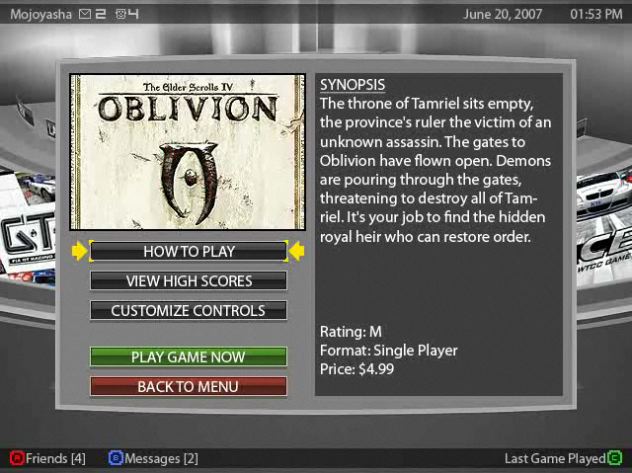 Mojoyasha 2 4
June 20, 2007 01:53 PM
The Elder Scrolls IV
OBLIVION
SYNOPSIS
The throne of Tamriel sits empty,
the province's ruler the victim of an
unknown assassin. The gates to
Oblivion have flown open. Demons
are pouring through the gates,
threatening to destroy all of Tam-
riel. It's your job to find the hidden
royal heir who can restore order.
HOW TO PLAY
VIEW HIGH SCORES
CUSTOMIZE CONTROLS
PLAY GAME NOW
BACK TO MENU
Rating: M
Format: Single Player
Price: $4.99
Friends [4]
B Messages [2]
Last Game Played